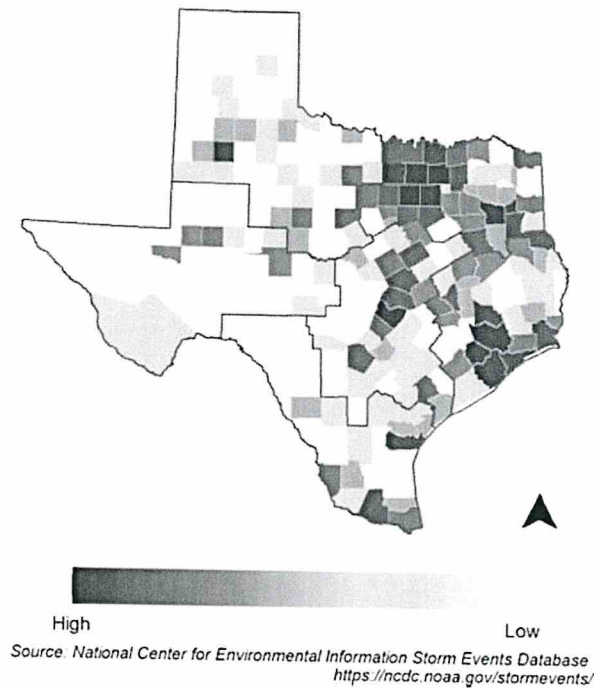 High
Low
Source: National Center for Environmental Information Storm Events Database
https://ncdc.noaa.gov/stormevents/